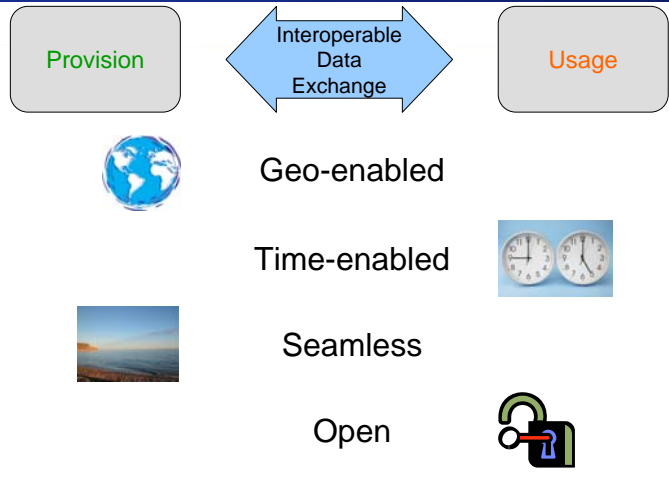 Provision
Interoperable
Data
Exchange
Usage
Geo-enabled
Time-enabled
Seamless
Open